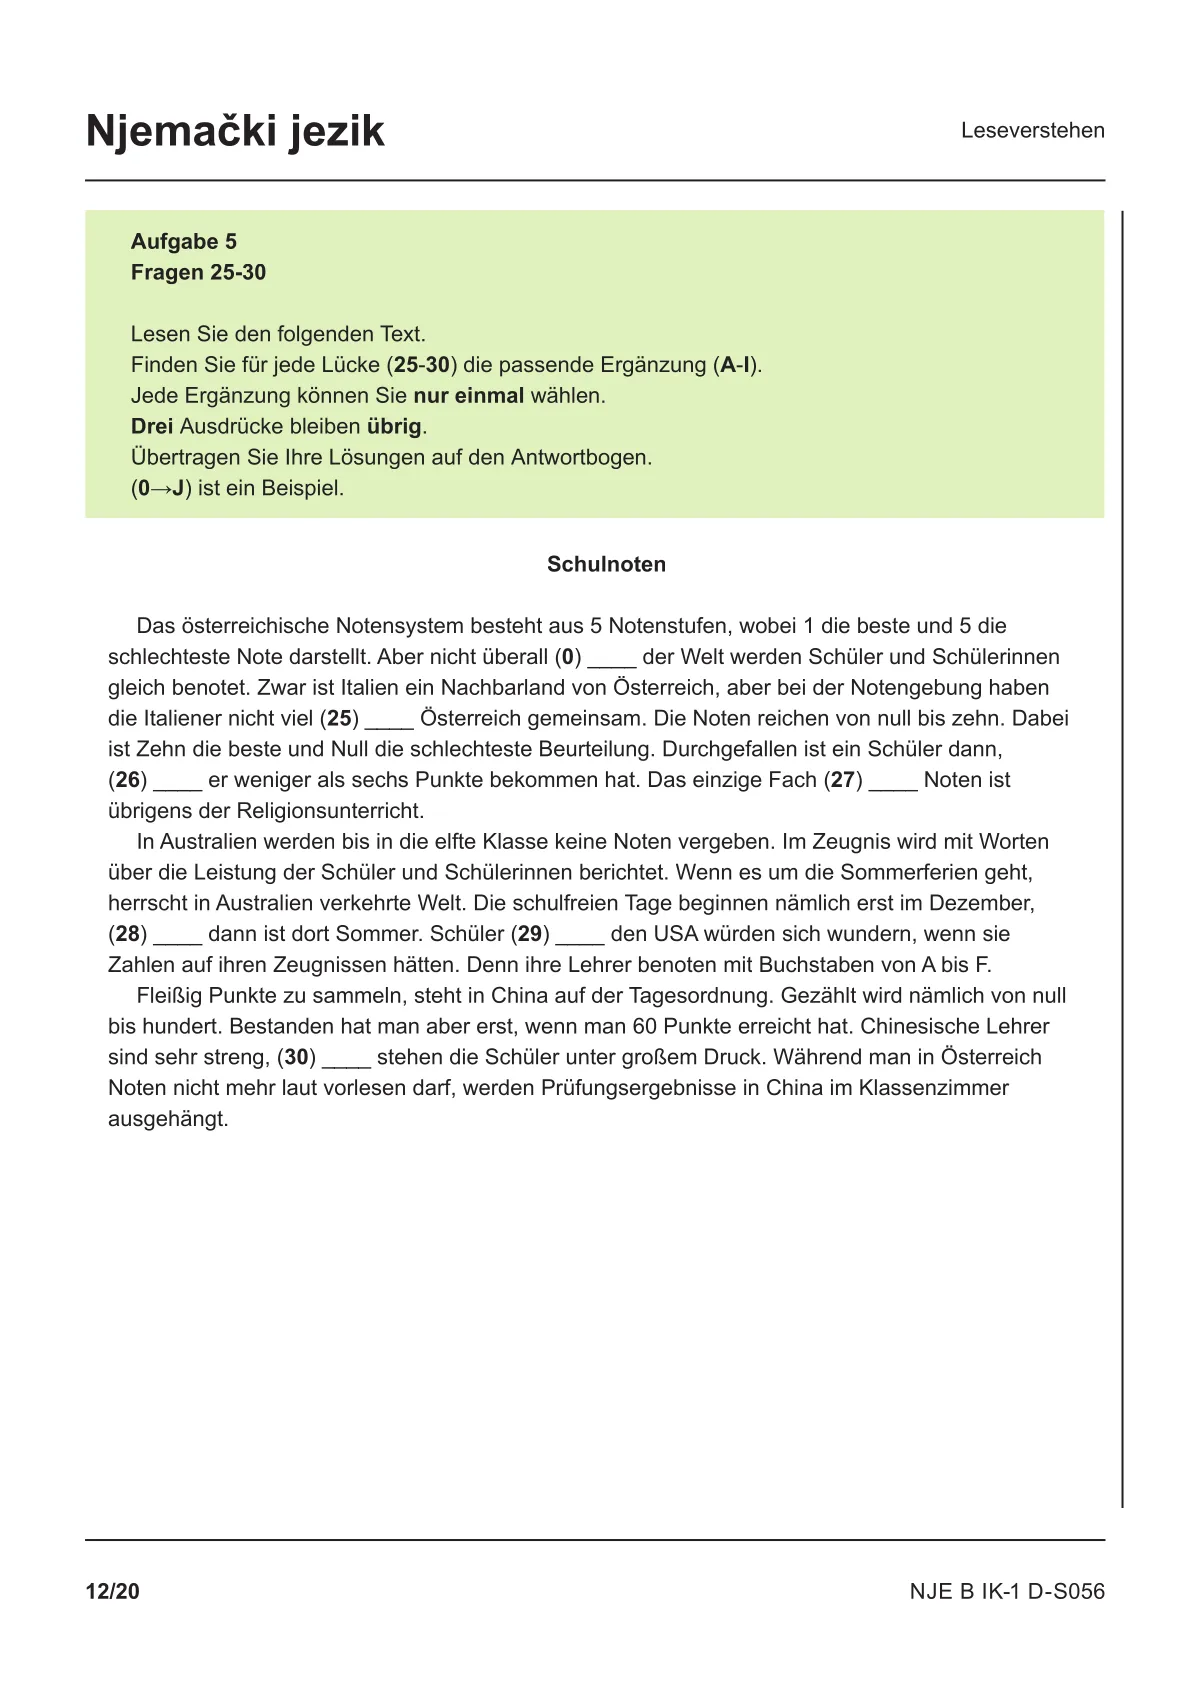 Njemački jezik
Leseverstehen
Aufgabe 5
Fragen 25-30
Lesen Sie den folgenden Text.
Finden Sie für jede Lücke (25-30) die passende Ergänzung (A-I).
Jede Ergänzung können Sie nur einmal wählen.
Drei Ausdrücke bleiben übrig.
Übertragen Sie Ihre Lösungen auf den Antwortbogen.
(0→J) ist ein Beispiel.
Schulnoten
Das österreichische Notensystem besteht aus 5 Notenstufen, wobei 1 die beste und 5 die
schlechteste Note darstellt. Aber nicht überall (0) ____ der Welt werden Schüler und Schülerinnen
gleich benotet. Zwar ist Italien ein Nachbarland von Österreich, aber bei der Notengebung haben
die Italiener nicht viel (25) ____ Österreich gemeinsam. Die Noten reichen von null bis zehn. Dabei
ist Zehn die beste und Null die schlechteste Beurteilung. Durchgefallen ist ein Schüler dann,
(26) ____ er weniger als sechs Punkte bekommen hat. Das einzige Fach (27) ____ Noten ist
übrigens der Religionsunterricht.
In Australien werden bis in die elfte Klasse keine Noten vergeben. Im Zeugnis wird mit Worten
über die Leistung der Schüler und Schülerinnen berichtet. Wenn es um die Sommerferien geht,
herrscht in Australien verkehrte Welt. Die schulfreien Tage beginnen nämlich erst im Dezember,
(28) ____ dann ist dort Sommer. Schüler (29) ____ den USA würden sich wundern, wenn sie
Zahlen auf ihren Zeugnissen hätten. Denn ihre Lehrer benoten mit Buchstaben von A bis F.
Fleißig Punkte zu sammeln, steht in China auf der Tagesordnung. Gezählt wird nämlich von null
bis hundert. Bestanden hat man aber erst, wenn man 60 Punkte erreicht hat. Chinesische Lehrer
sind sehr streng, (30) ____ stehen die Schüler unter großem Druck. Während man in Österreich
Noten nicht mehr laut vorlesen darf, werden Prüfungsergebnisse in China im Klassenzimmer
ausgehängt.
12/20
NJE B IK-1 D-S056